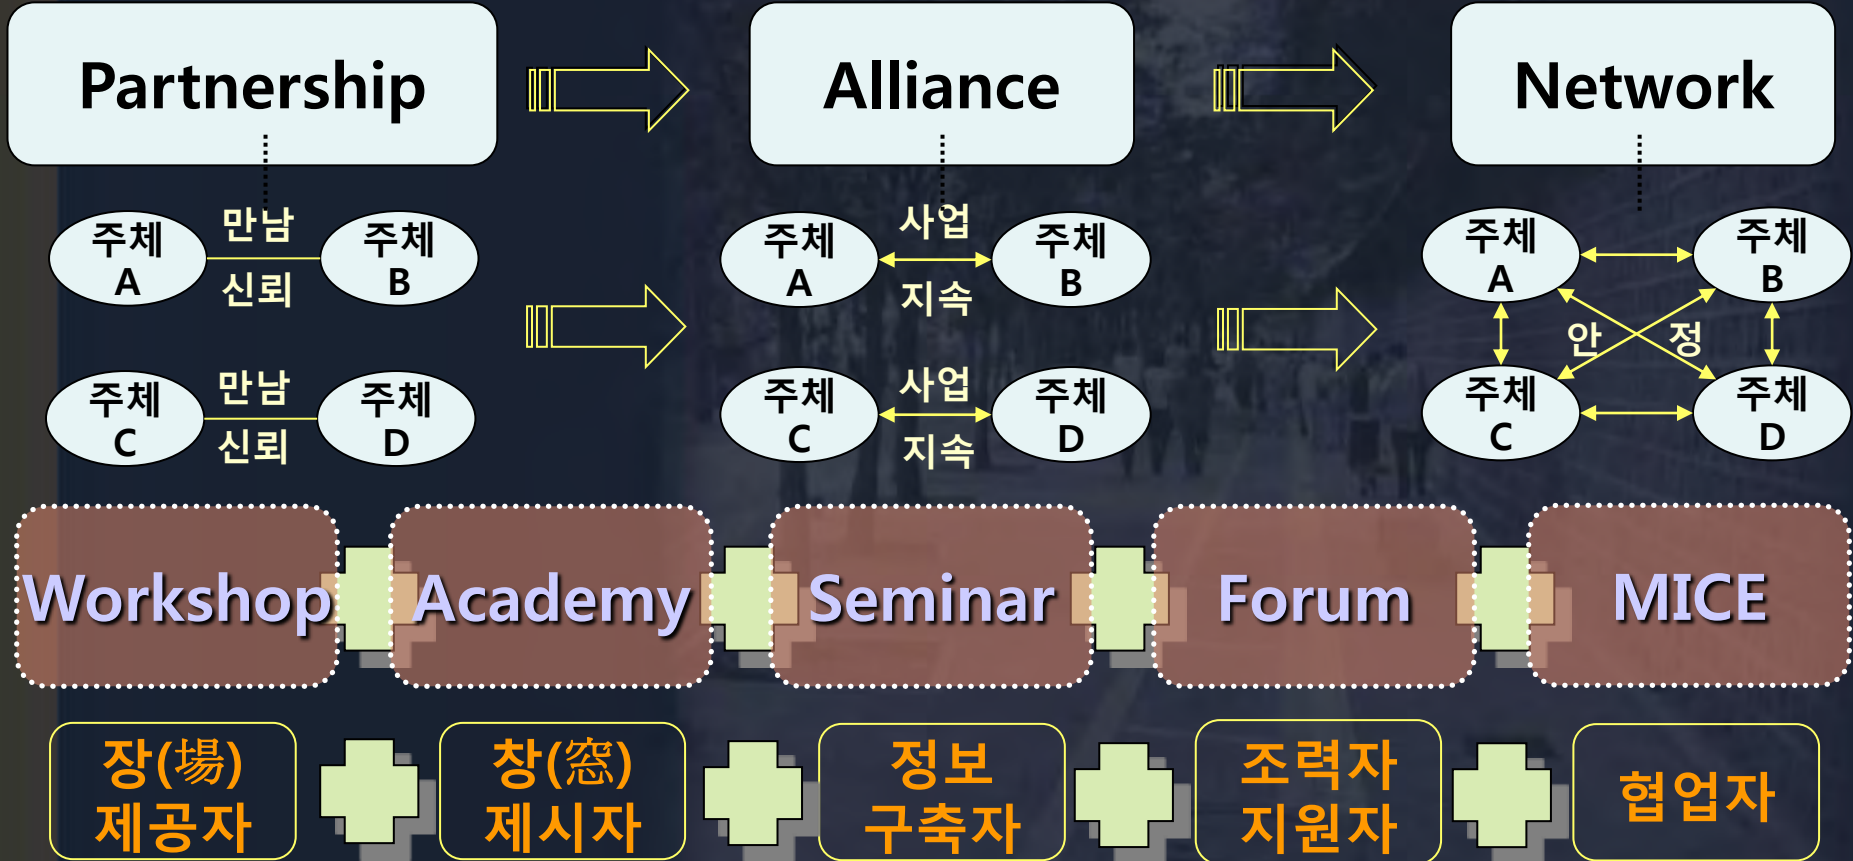 Partnership
Alliance
Network
주체
A
만남
신뢰
주체
B
주체
A
사업
지속
주체
B
주체
A
주체
B
안 정
주체
C
만남
신뢰
주체
D
주체
C
사업
지속
주체
D
주체
C
주체
D
Workshop
Academy
Seminar
Forum
MICE
장(場)
제공자
창(窓)
제시자
정보
구축자
조력자
지원자
협업자